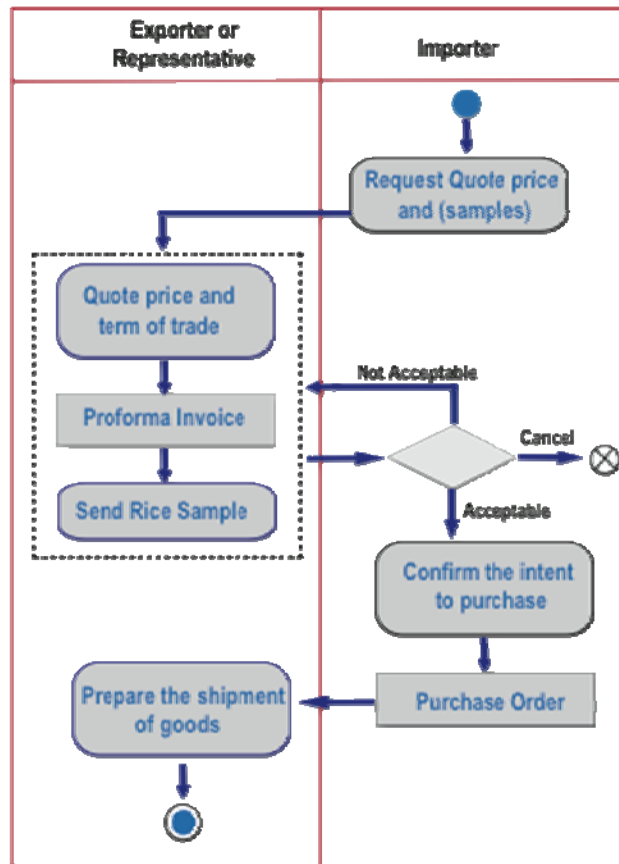 Exporter or
Representative
Importer
Request Quote price
and (samples)
Quote price and
term of trade
Not Acceptable
Proforma Invoice
Cancel
Send Rice Sample
Acceptable
Confirm the intent
to purchase
Prepare the shipment
of goods
Purchase Order